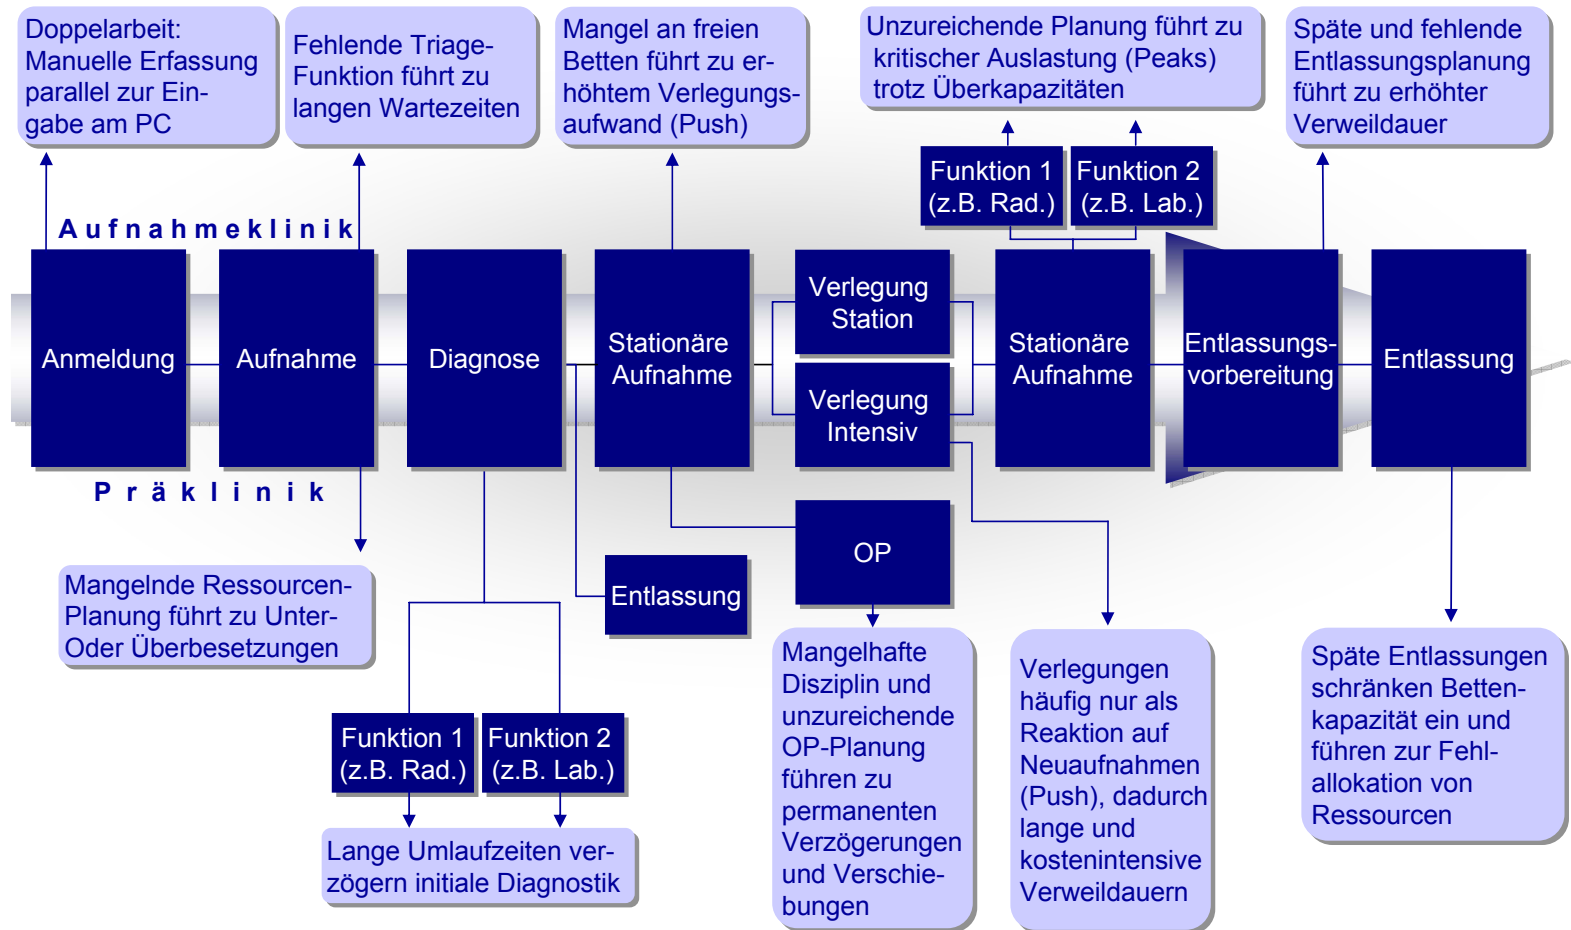 Doppelarbeit:
Manuelle Erfassung
parallel zur Ein-
gabe am PC
Fehlende Triage-
Funktion führt zu
langen Wartezeiten
Mangel an freien
Betten führt zu er-
höhtem Verlegungs-
aufwand (Push)
Unzureichende Planung führt zu
kritischer Auslastung (Peaks)
trotz Überkapazitäten
Späte und fehlende
Entlassungsplanung
führt zu erhöhter
Verweildauer
Funktion 1
(z.B. Rad.)
Funktion 2
(z.B. Lab.)
Aufnahmeklinik
Anmeldung
Aufnahme
Diagnose
Stationäre
Aufnahme
Verlegung
Station
Verlegung
Intensiv
Stationäre
Aufnahme
Entlassungs-
vorbereitung
Entlassung
Präklinik
OP
Entlassung
Mangelnde Ressourcen-
Planung führt zu Unter-
Oder Überbesetzungen
Funktion 1
(z.B. Rad.)
Funktion 2
(z.B. Lab.)
Lange Umlaufzeiten ver-
zögern initiale Diagnostik
Mangelhafte
Disziplin und
unzureichende
OP-Planung
führen zu
permanenten
Verzögerungen
und Verschie-
bungen
Verlegungen
häufig nur als
Reaktion auf
Neuaufnahmen
(Push), dadurch
lange und
kostenintensive
Verweildauern
Späte Entlassungen
schränken Betten-
kapazität ein und
führen zur Fehl-
allokation von
Ressourcen